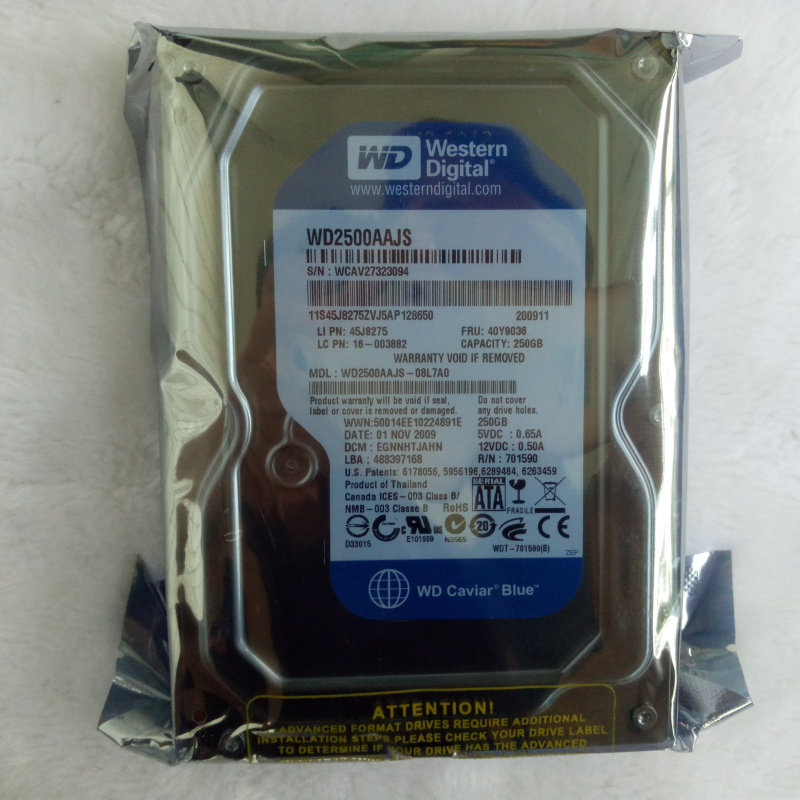 WD Western Digital®
www.westerndigital.com
WD2500AAJS
S/N : WCAV27323094
11S45J8275ZVJ5AP128650 200911
LI PN: 45J8275 FRU: 40Y9036
LC PN: 16-003882 CAPACITY: 250GB
WARRANTY VOID IF REMOVED
MDL : WD2500AAJS-08L7A0
Product warranty will be void if seal, Do not cover
label or cover is removed or damaged. any drive holes.
WWN:50014EE10224891E 250GB
DATE: 01 NOV 2009 5VDC : 0.65A
DCM : EGNNHTJAHN 12VDC : 0.50A
LBA : 488397168 R/N : 701590
U.S. Patents: 6178056, 5956196,6289484, 6263459
Product of Thailand
Canada ICES-003 Class B/
NMB-003 Classe B RoHS
SERIAL
ATA
FRAGILE
c US 20 CE
D33015 E101559 N3565 WDT-701590(B)
ZEP
WD Caviar® Blue™
ATTENTION!
ADVANCED FORMAT DRIVES REQUIRE ADDITIONAL
INSTALLATION STEPS.PLEASE CHECK YOUR DRIVE LABEL
TO DETERMINE IF YOUR DRIVE HAS THE ADVANCED